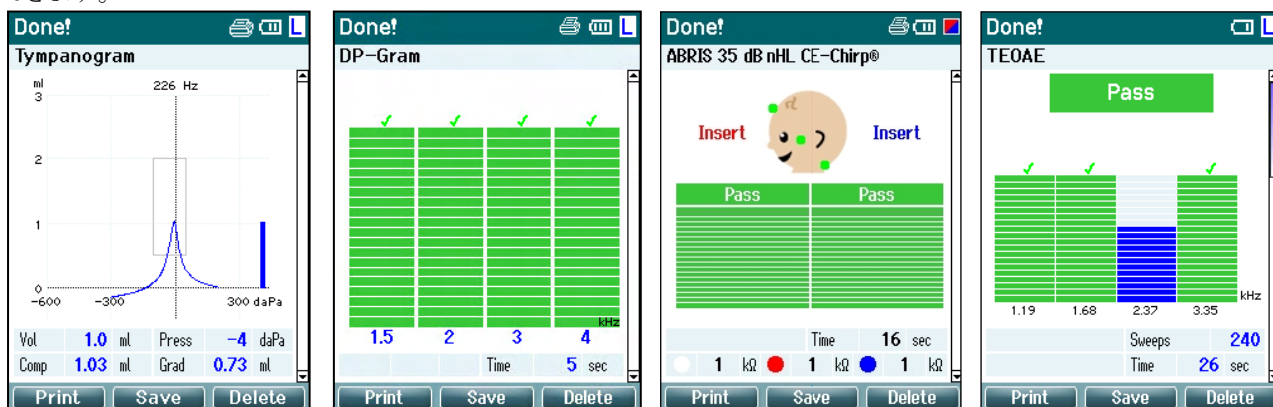 Done!
L
Tympanogram
ml
226 Hz
3
2
1
0
-600
-300
300 daPa
Vol 1.0 ml Press -4 daPa
Comp 1.03 ml Grad 0.73 ml
Print Save Delete
Done!
L
DP-Gram
kHz
1.5 2 3 4
Time 5 sec
Print Save Delete
Done!
ABRIS 35 dB nHL CE-Chirp®
Insert Insert
Pass Pass
Time 16 sec
1 kΩ 1 kΩ 1 kΩ
Print Save Delete
Done!
L
TEOAE
Pass
kHz
1.19 1.68 2.37 3.35
Sweeps 240
Time 26 sec
Print Save Delete